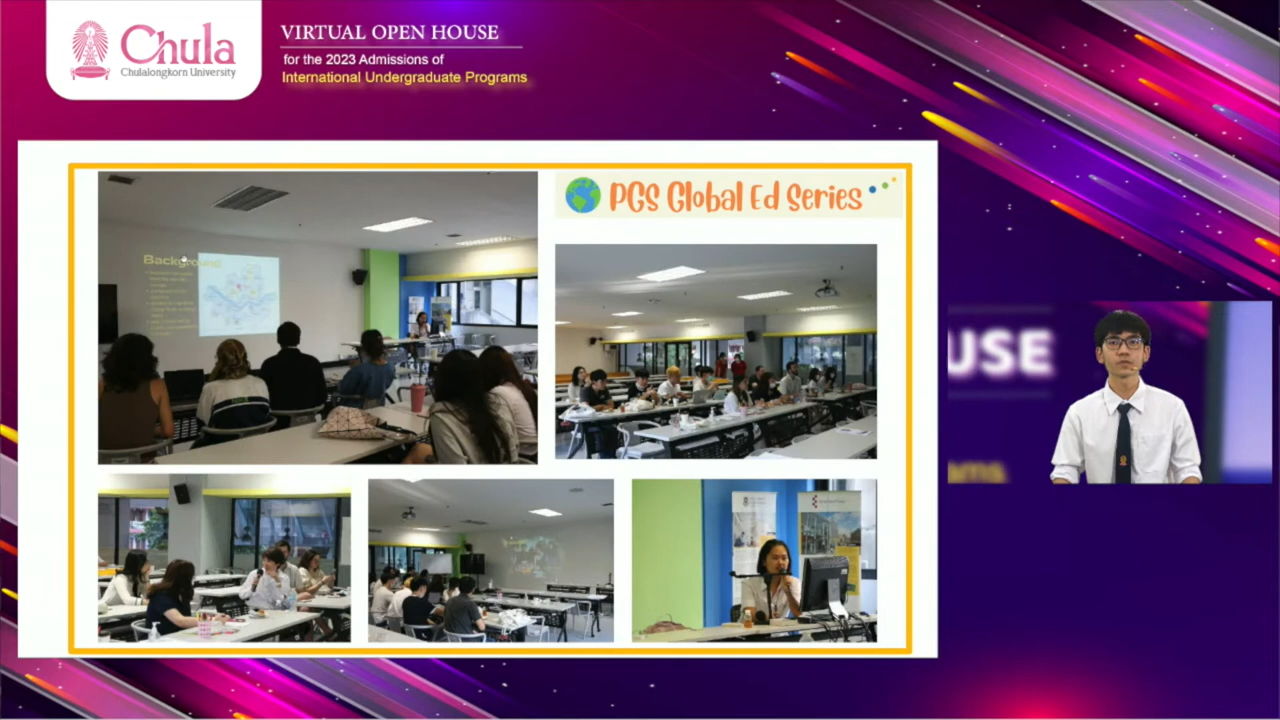 Chula
Chulalongkorn University
VIRTUAL OPEN HOUSE
for the 2023 Admissions of
International Undergraduate Programs
PGS Global Ed Series
Background
USE
ams